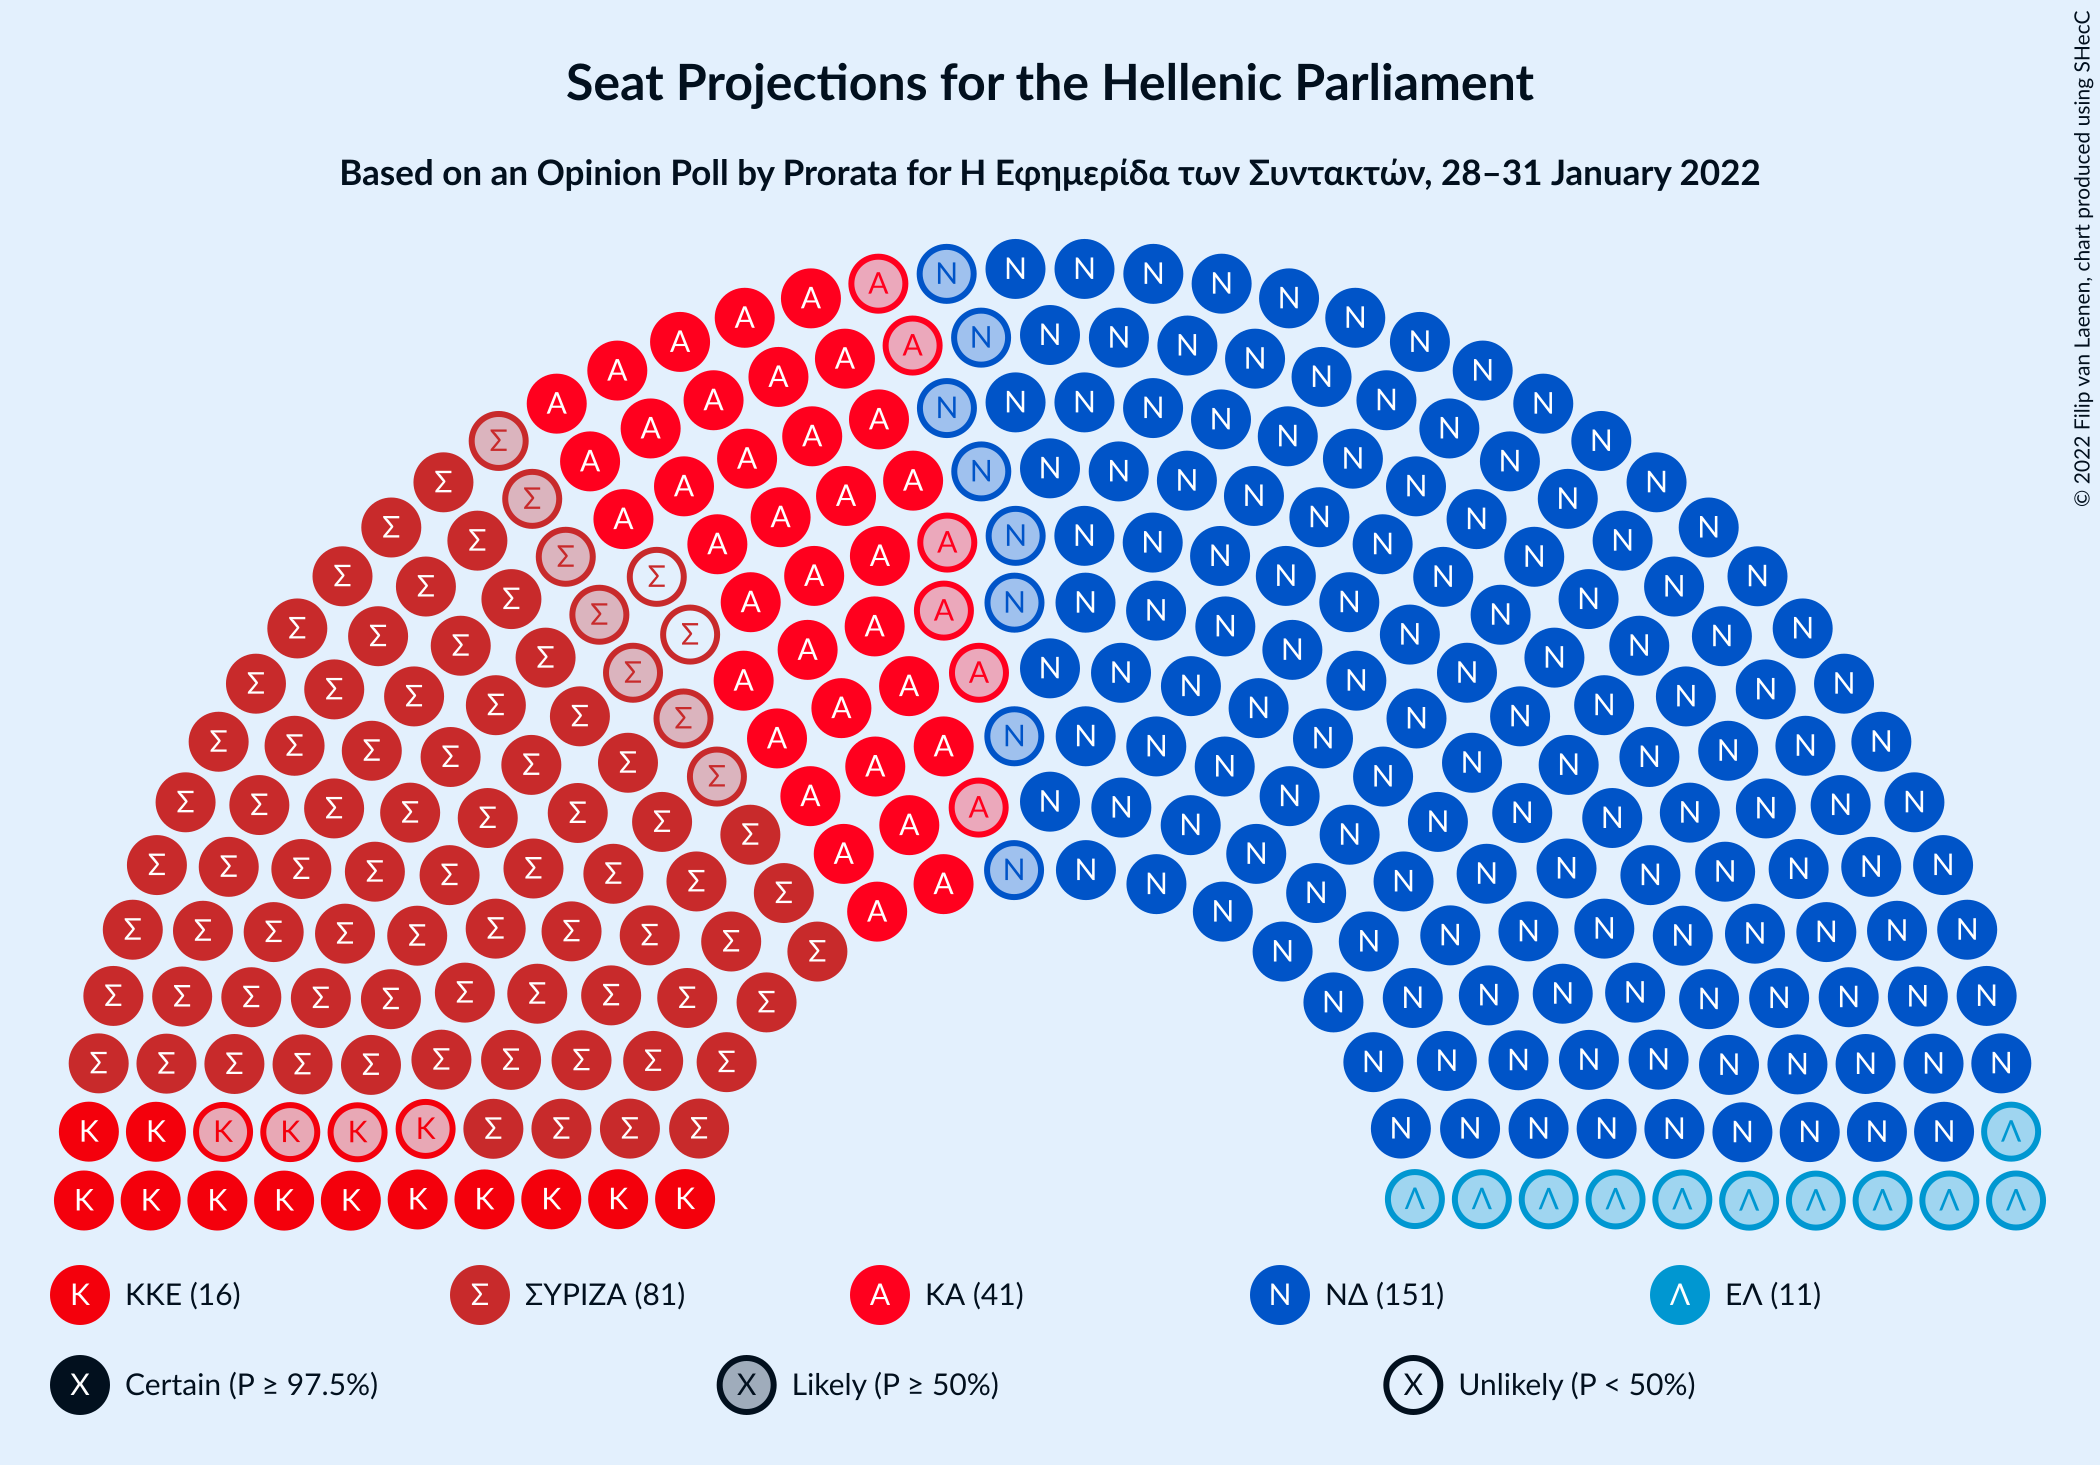 Seat Projections for the Hellenic Parliament
Based on an Opinion Poll by Prorata for Η Εφημερίδα των Συντακτών, 28–31 January 2022
© 2022 Filip van Laenen, chart produced using SHecC
K ΚΚΕ (16) Σ ΣΥΡΙΖΑ (81) Α ΚΑ (41) Ν ΝΔ (151) Λ ΕΛ (11)
X Certain (P ≥ 97.5%) X Likely (P ≥ 50%) X Unlikely (P < 50%)